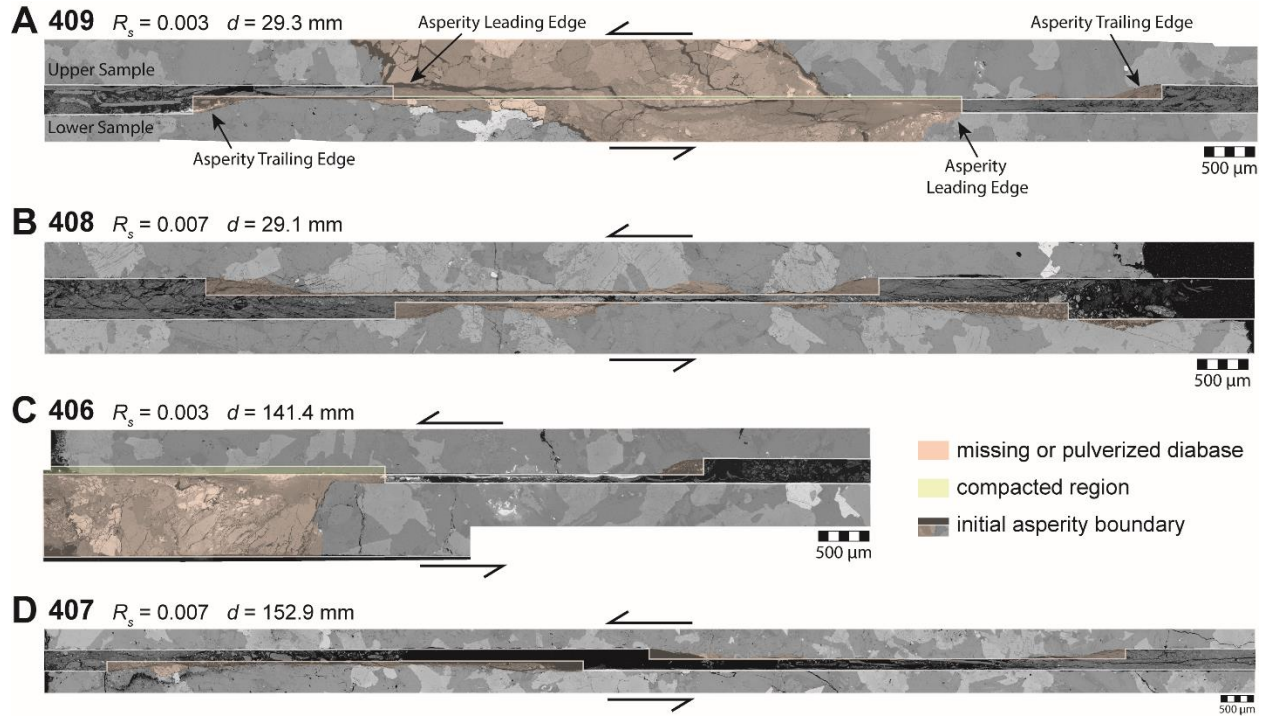 A 409 Rs = 0.003 d = 29.3 mm
Asperity Leading Edge
Asperity Trailing Edge
Upper Sample
Lower Sample
Asperity Trailing Edge
Asperity
Leading Edge
500 µm
B 408 Rs = 0.007 d = 29.1 mm
500 µm
C 406 Rs = 0.003 d = 141.4 mm
missing or pulverized diabase
compacted region
initial asperity boundary
500 µm
D 407 Rs = 0.007 d = 152.9 mm
500 µm